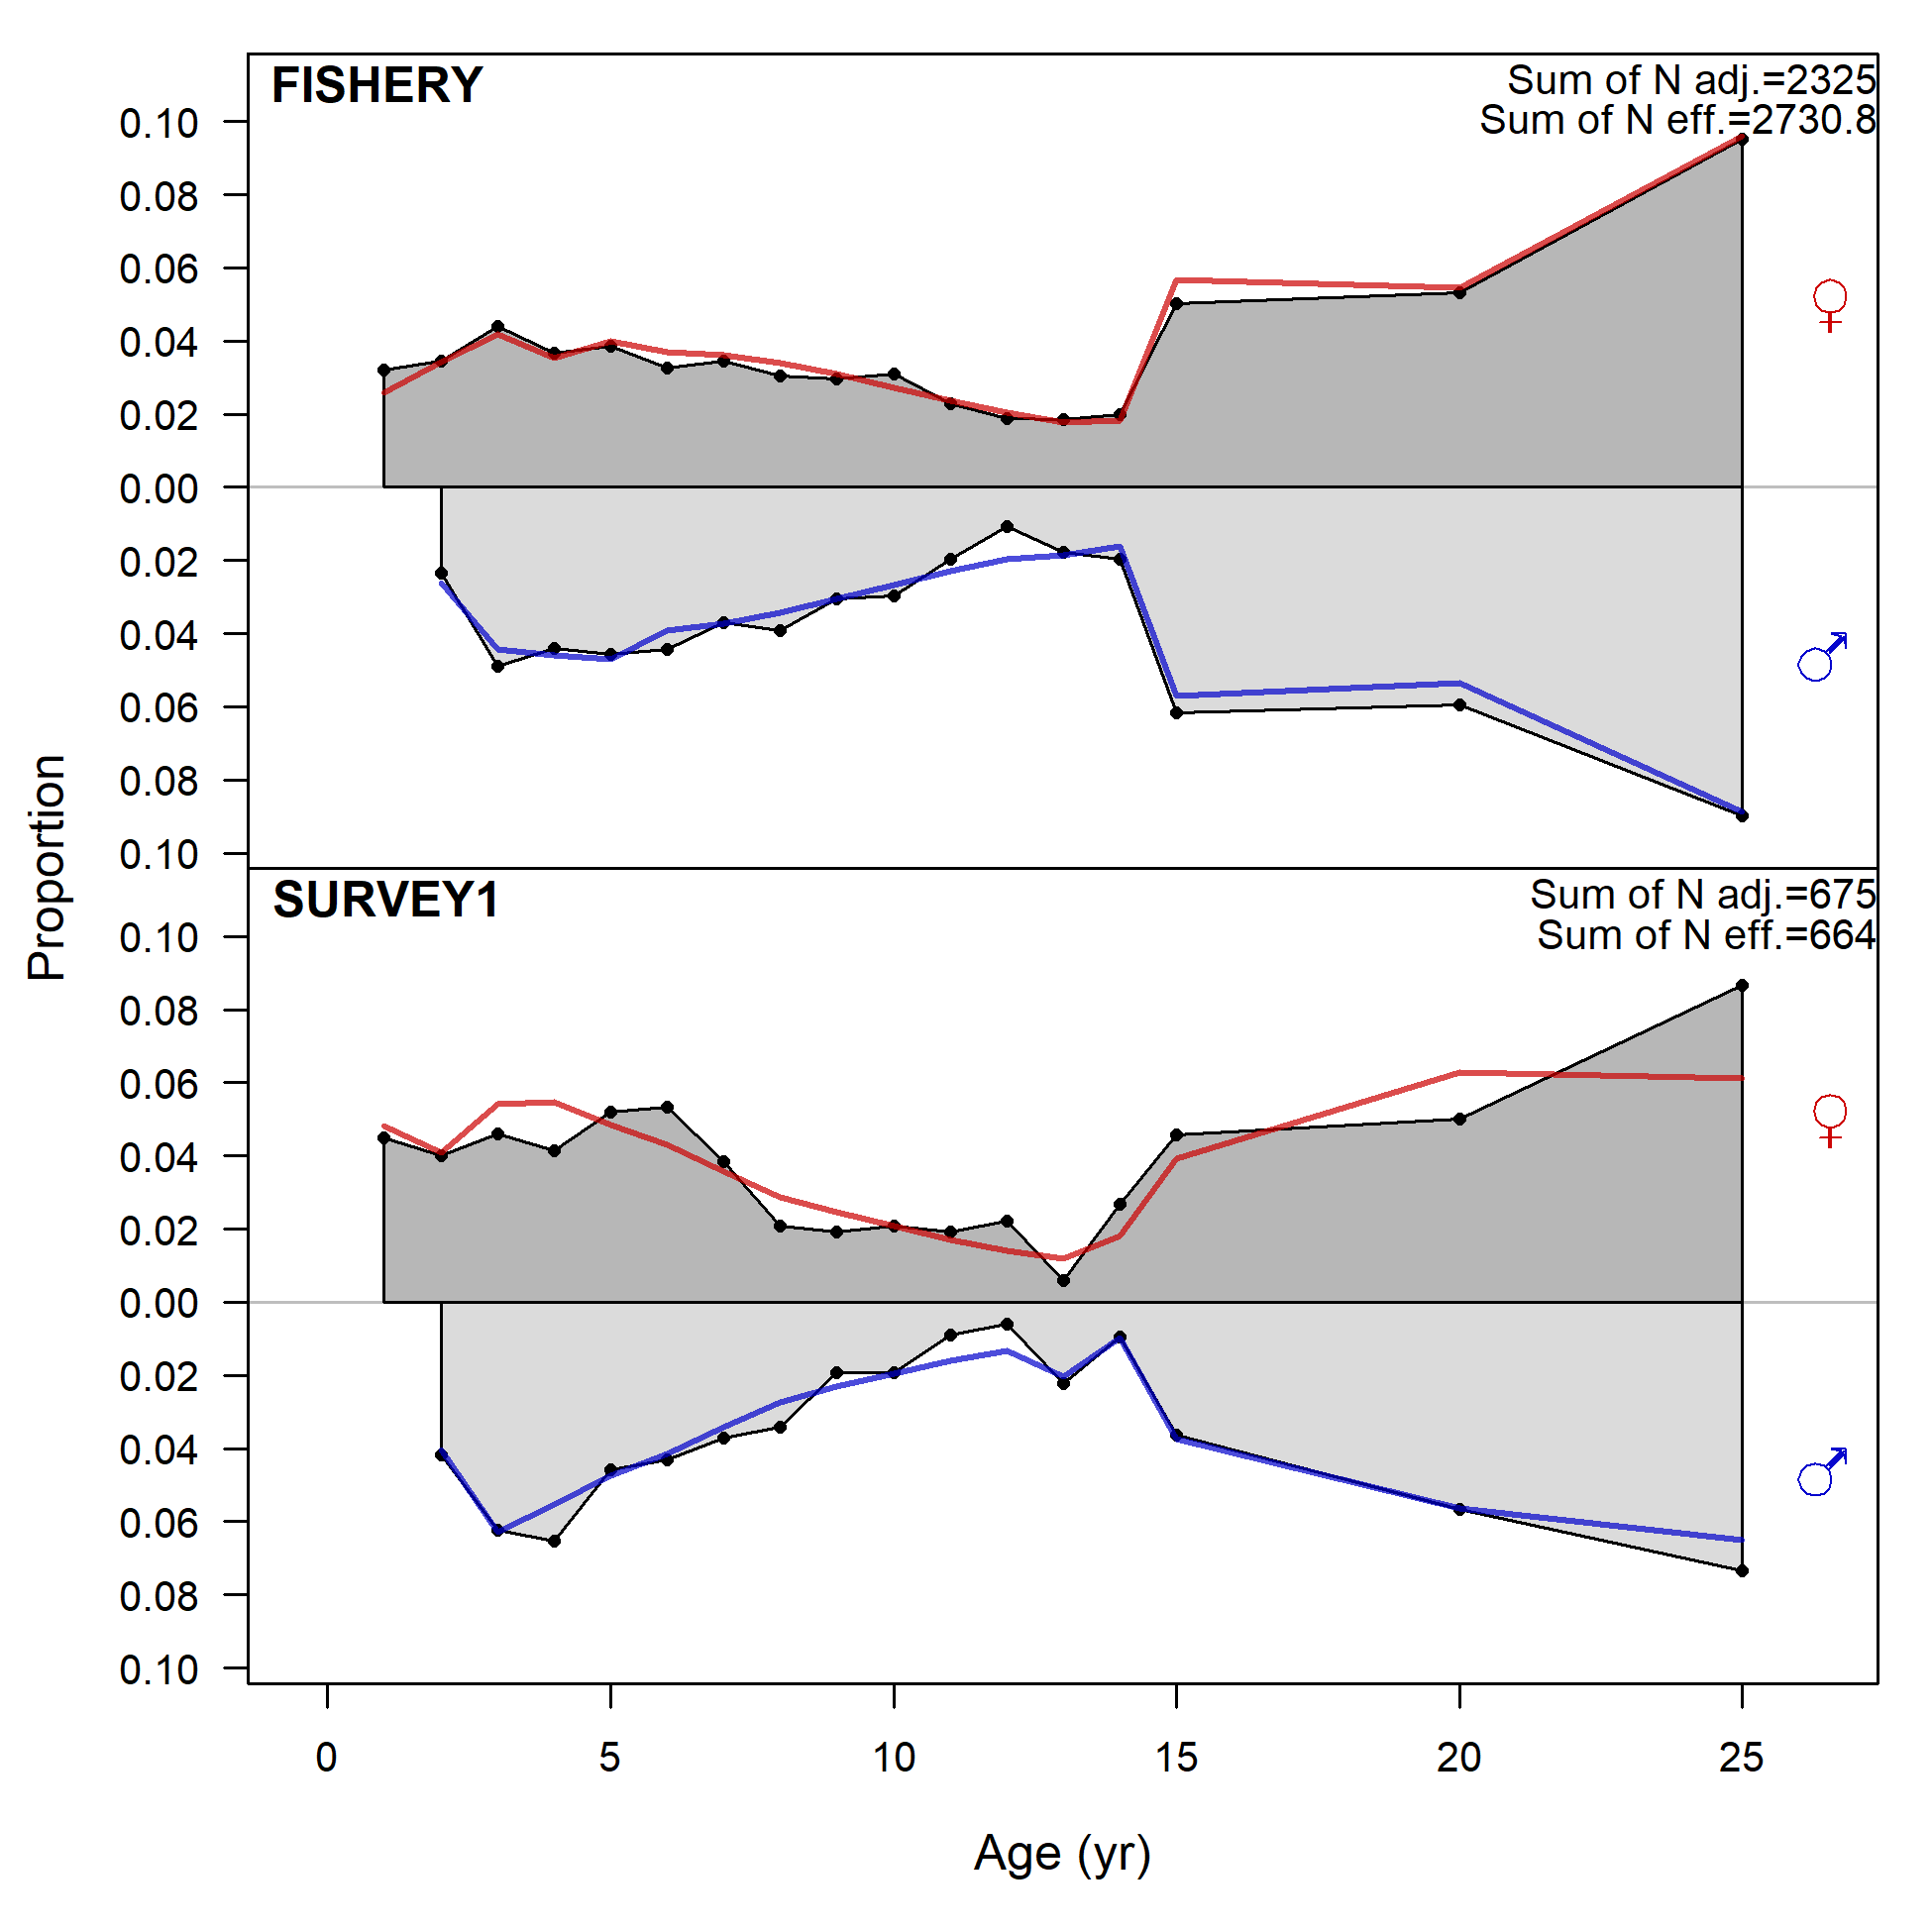 FISHERY
Sum of N adj.=2325
Sum of N eff.=2730.8
0.10
0.08
0.06
0.04
0.02
0.00
0.02
0.04
0.06
0.08
0.10
♀
♂
Proportion
SURVEY1
Sum of N adj.=675
Sum of N eff.=664
0.10
0.08
0.06
0.04
0.02
0.00
0.02
0.04
0.06
0.08
0.10
♀
♂
0 5 10 15 20 25
Age (yr)